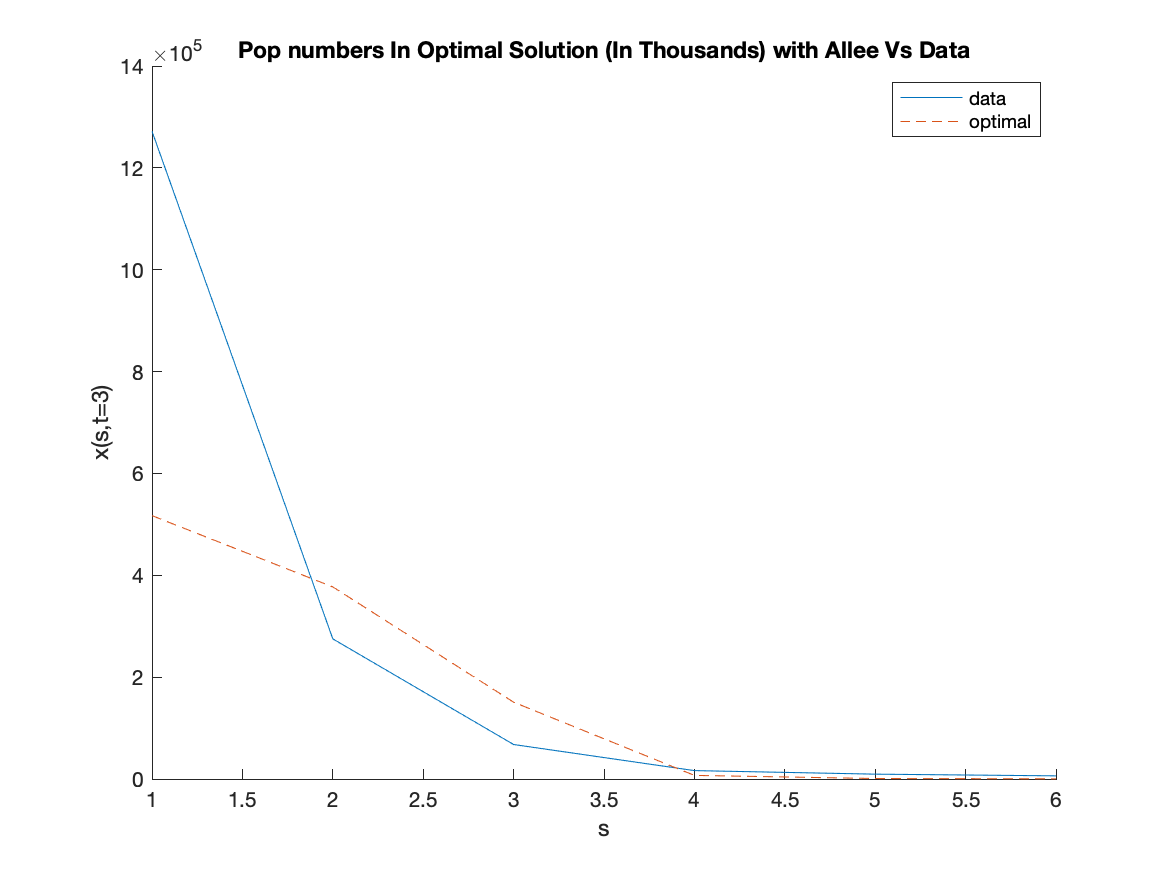 Pop numbers In Optimal Solution (In Thousands) with Allee Vs Data
×10⁵
14
12
10
8
6
4
2
0
x(s,t=3)
data
optimal
1 1.5 2 2.5 3 3.5 4 4.5 5 5.5 6
s